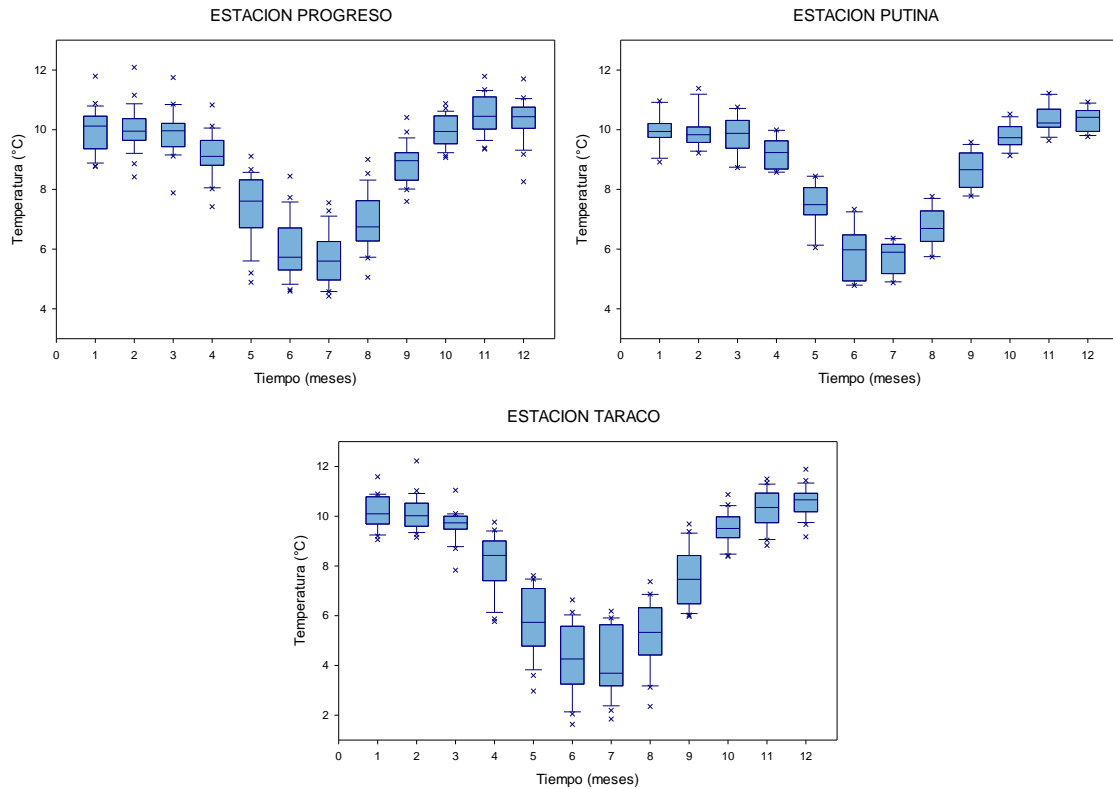 ESTACION PROGRESO
Temperatura (°C)
12
10
8
6
4
0 1 2 3 4 5 6 7 8 9 10 11 12
Tiempo (meses)
ESTACION PUTINA
Temperatura (°C)
12
10
8
6
4
0 1 2 3 4 5 6 7 8 9 10 11 12
Tiempo (meses)
ESTACION TARACO
Temperatura (°C)
12
10
8
6
4
2
0 1 2 3 4 5 6 7 8 9 10 11 12
Tiempo (meses)